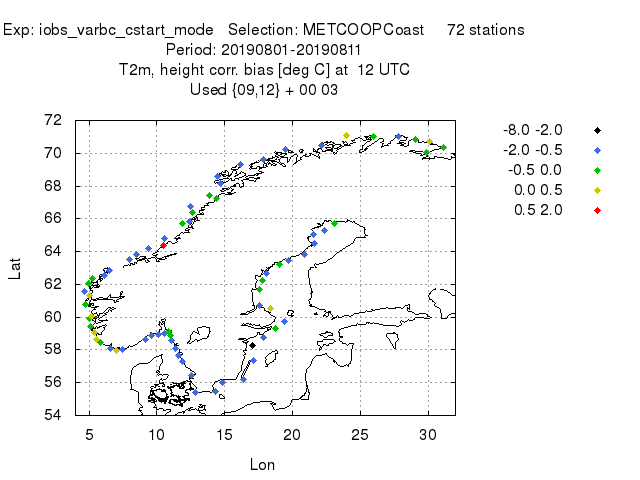 Exp: iobs_varbc_cstart_mode   Selection: METCOOPCoast     72 stations
Period: 20190801-20190811
T2m, height corr. bias [deg C] at  12 UTC
Used {09,12} + 00 03
72
70
68
66
64
62
60
58
56
54
Lat
5 10 15 20 25 30
Lon
-8.0 -2.0
-2.0 -0.5
-0.5 0.0
0.0 0.5
0.5 2.0